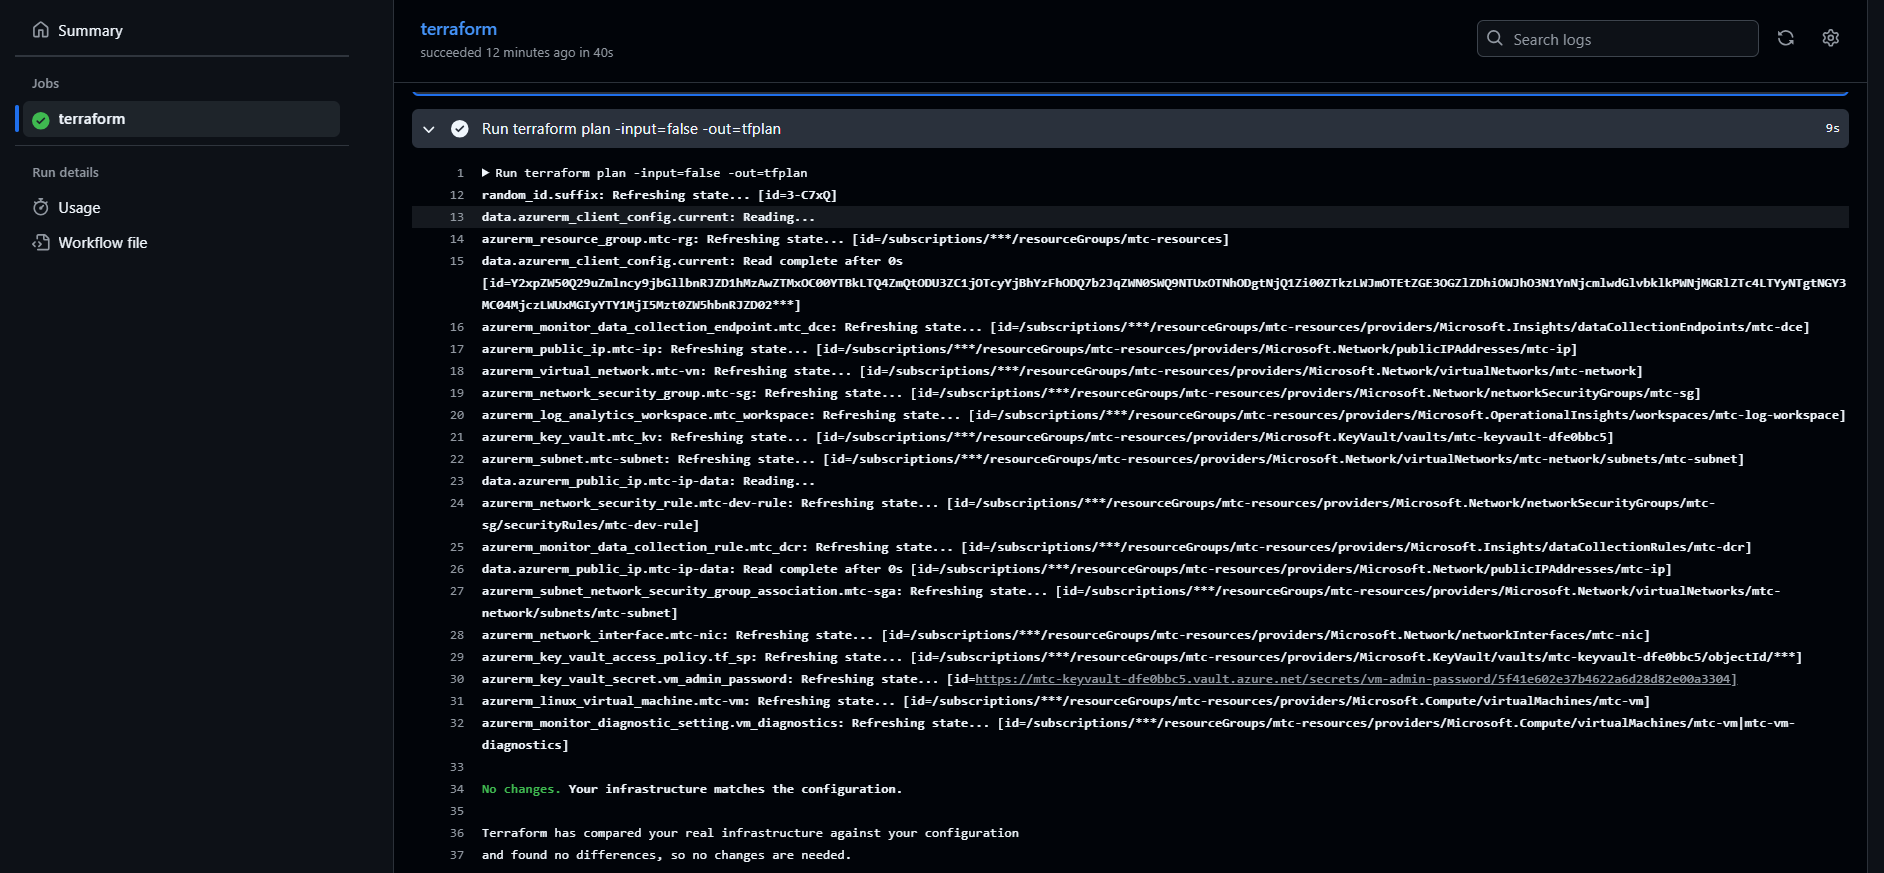 Summary
Jobs
terraform
Run details
Usage
Workflow file
terraform
succeeded 12 minutes ago in 40s
Search logs
Run terraform plan -input=false -out=tfplan
9s
1 Run terraform plan -input=false -out=tfplan
12 random_id.suffix: Refreshing state... [id=3-C7xQ]
13 data.azurerm_client_config.current: Reading...
14 azurerm_resource_group.mtc-rg: Refreshing state... [id=/subscriptions/***/resourceGroups/mtc-resources]
15 data.azurerm_client_config.current: Read complete after 0s
16 azurerm_monitor_data_collection_endpoint.mtc_dce: Refreshing state... [id=/subscriptions/***/resourceGroups/mtc-resources/providers/Microsoft.Insights/dataCollectionEndpoints/mtc-dce]
17 azurerm_public_ip.mtc-ip: Refreshing state... [id=/subscriptions/***/resourceGroups/mtc-resources/providers/Microsoft.Network/publicIPAddresses/mtc-ip]
18 azurerm_virtual_network.mtc-vn: Refreshing state... [id=/subscriptions/***/resourceGroups/mtc-resources/providers/Microsoft.Network/virtualNetworks/mtc-network]
19 azurerm_network_security_group.mtc-sg: Refreshing state... [id=/subscriptions/***/resourceGroups/mtc-resources/providers/Microsoft.Network/networkSecurityGroups/mtc-sg]
20 azurerm_log_analytics_workspace.mtc_workspace: Refreshing state... [id=/subscriptions/***/resourceGroups/mtc-resources/providers/Microsoft.OperationalInsights/workspaces/mtc-log-workspace]
21 azurerm_key_vault.mtc_kv: Refreshing state... [id=/subscriptions/***/resourceGroups/mtc-resources/providers/Microsoft.KeyVault/vaults/mtc-keyvault-dfe0bbc5]
22 azurerm_subnet.mtc-subnet: Refreshing state... [id=/subscriptions/***/resourceGroups/mtc-resources/providers/Microsoft.Network/virtualNetworks/mtc-network/subnets/mtc-subnet]
23 data.azurerm_public_ip.mtc-ip-data: Reading...
24 azurerm_network_security_rule.mtc-dev-rule: Refreshing state... [id=/subscriptions/***/resourceGroups/mtc-resources/providers/Microsoft.Network/networkSecurityGroups/mtc-
sg/securityRules/mtc-dev-rule]
25 azurerm_monitor_data_collection_rule.mtc_dcr: Refreshing state... [id=/subscriptions/***/resourceGroups/mtc-resources/providers/Microsoft.Insights/dataCollectionRules/mtc-dcr]
26 data.azurerm_public_ip.mtc-ip-data: Read complete after 0s [id=/subscriptions/***/resourceGroups/mtc-resources/providers/Microsoft.Network/publicIPAddresses/mtc-ip]
27 azurerm_subnet_network_security_group_association.mtc-sga: Refreshing state... [id=/subscriptions/***/resourceGroups/mtc-resources/providers/Microsoft.Network/virtualNetworks/mtc-
network/subnets/mtc-subnet]
28 azurerm_network_interface.mtc-nic: Refreshing state... [id=/subscriptions/***/resourceGroups/mtc-resources/providers/Microsoft.Network/networkInterfaces/mtc-nic]
29 azurerm_key_vault_access_policy.tf_sp: Refreshing state... [id=/subscriptions/***/resourceGroups/mtc-resources/providers/Microsoft.KeyVault/vaults/mtc-keyvault-dfe0bbc5/objectId/***]
30 azurerm_key_vault_secret.vm_admin_password: Refreshing state... [id=https://mtc-keyvault-dfe0bbc5.vault.azure.net/secrets/vm-admin-password/5f41e602e37b4622a6d28d82e00a3304]
31 azurerm_linux_virtual_machine.mtc-vm: Refreshing state... [id=/subscriptions/***/resourceGroups/mtc-resources/providers/Microsoft.Compute/virtualMachines/mtc-vm]
32 azurerm_monitor_diagnostic_setting.vm_diagnostics: Refreshing state... [id=/subscriptions/***/resourceGroups/mtc-resources/providers/Microsoft.Compute/virtualMachines/mtc-vm|mtc-vm-
diagnostics]
33
34 No changes. Your infrastructure matches the configuration.
35
36 Terraform has compared your real infrastructure against your configuration
37 and found no differences, so no changes are needed.